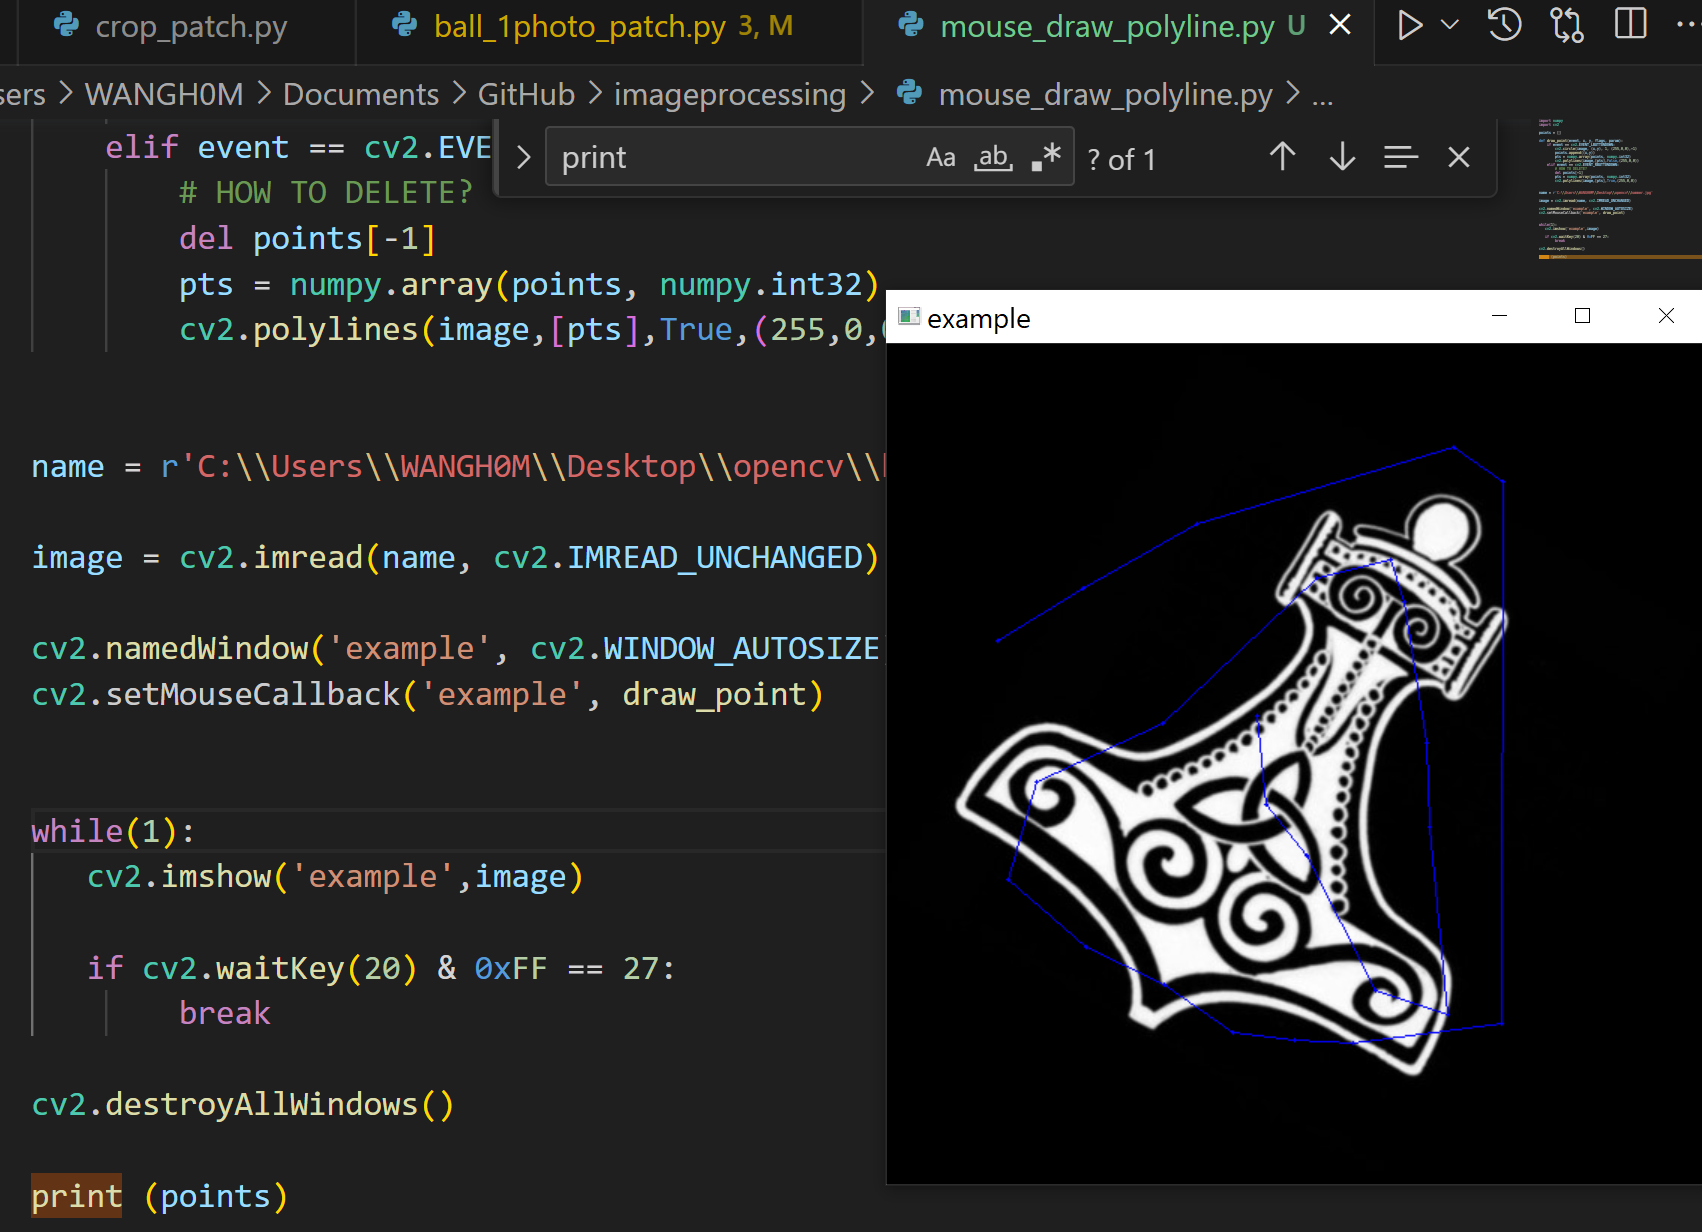 crop_patch.py
ball_1photo_patch.py 3, M
mouse_draw_polyline.py U
sers > WANGH0M > Documents > GitHub > imageprocessing > mouse_draw_polyline.py > ...
print Aa ab ? of 1
elif event == cv2.EVE
# HOW TO DELETE?
del points[-1]
pts = numpy.array(points, numpy.int32)
cv2.polylines(image,[pts],True,(255,0,
example
name = r'C:\\Users\\WANGH0M\\Desktop\\opencv\\
image = cv2.imread(name, cv2.IMREAD_UNCHANGED)
cv2.namedWindow('example', cv2.WINDOW_AUTOSIZE
cv2.setMouseCallback('example', draw_point)
while(1):
cv2.imshow('example',image)
if cv2.waitKey(20) & 0xFF == 27:
break
cv2.destroyAllWindows()
print (points)